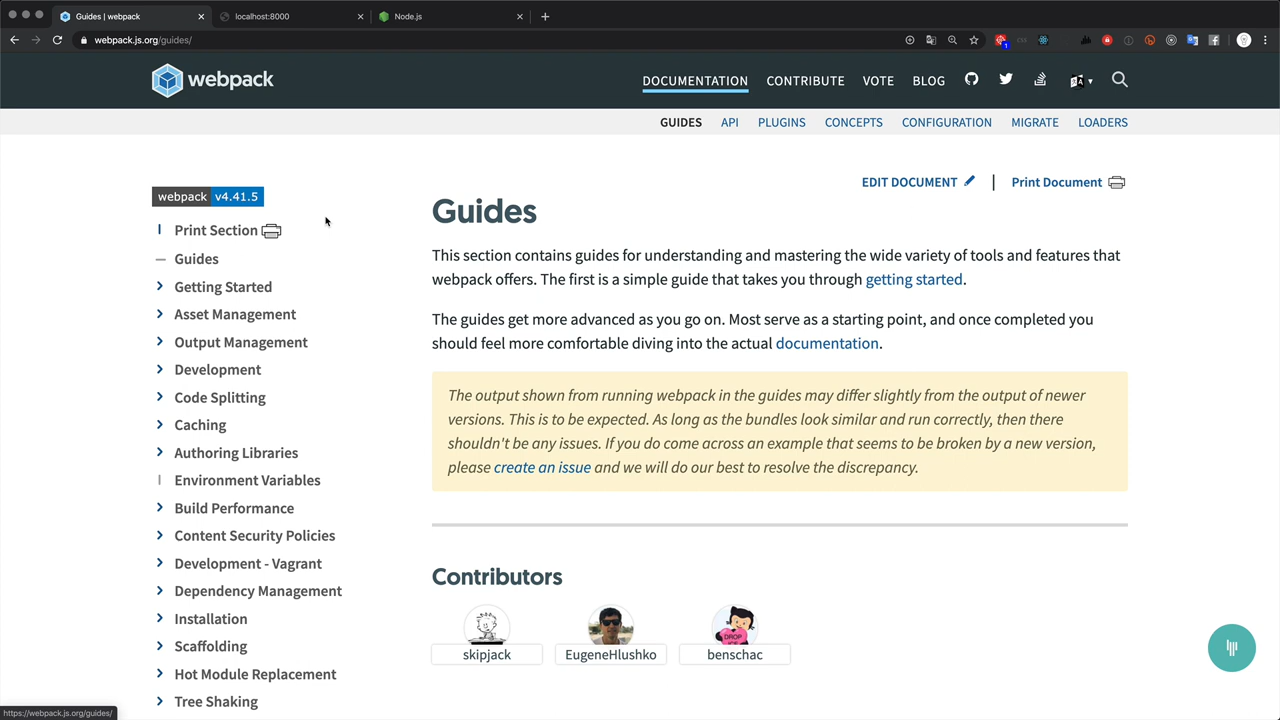 Guides | webpack
localhost:8000
Node.js
webpack.js.org/guides/
1
webpack
DOCUMENTATION
CONTRIBUTE
VOTE
BLOG
GUIDES
API
PLUGINS
CONCEPTS
CONFIGURATION
MIGRATE
LOADERS
webpack v4.41.5
Print Section
Guides
Getting Started
Asset Management
Output Management
Development
Code Splitting
Caching
Authoring Libraries
Environment Variables
Build Performance
Content Security Policies
Development - Vagrant
Dependency Management
Installation
Scaffolding
Hot Module Replacement
Tree Shaking
EDIT DOCUMENT | Print Document
Guides
This section contains guides for understanding and mastering the wide variety of tools and features that
webpack offers. The first is a simple guide that takes you through getting started.
The guides get more advanced as you go on. Most serve as a starting point, and once completed you
should feel more comfortable diving into the actual documentation.
The output shown from running webpack in the guides may differ slightly from the output of newer
versions. This is to be expected. As long as the bundles look similar and run correctly, then there
shouldn't be any issues. If you do come across an example that seems to be broken by a new version,
please create an issue and we will do our best to resolve the discrepancy.
Contributors
skipjack
EugeneHlushko
benschac
https://webpack.js.org/guides/